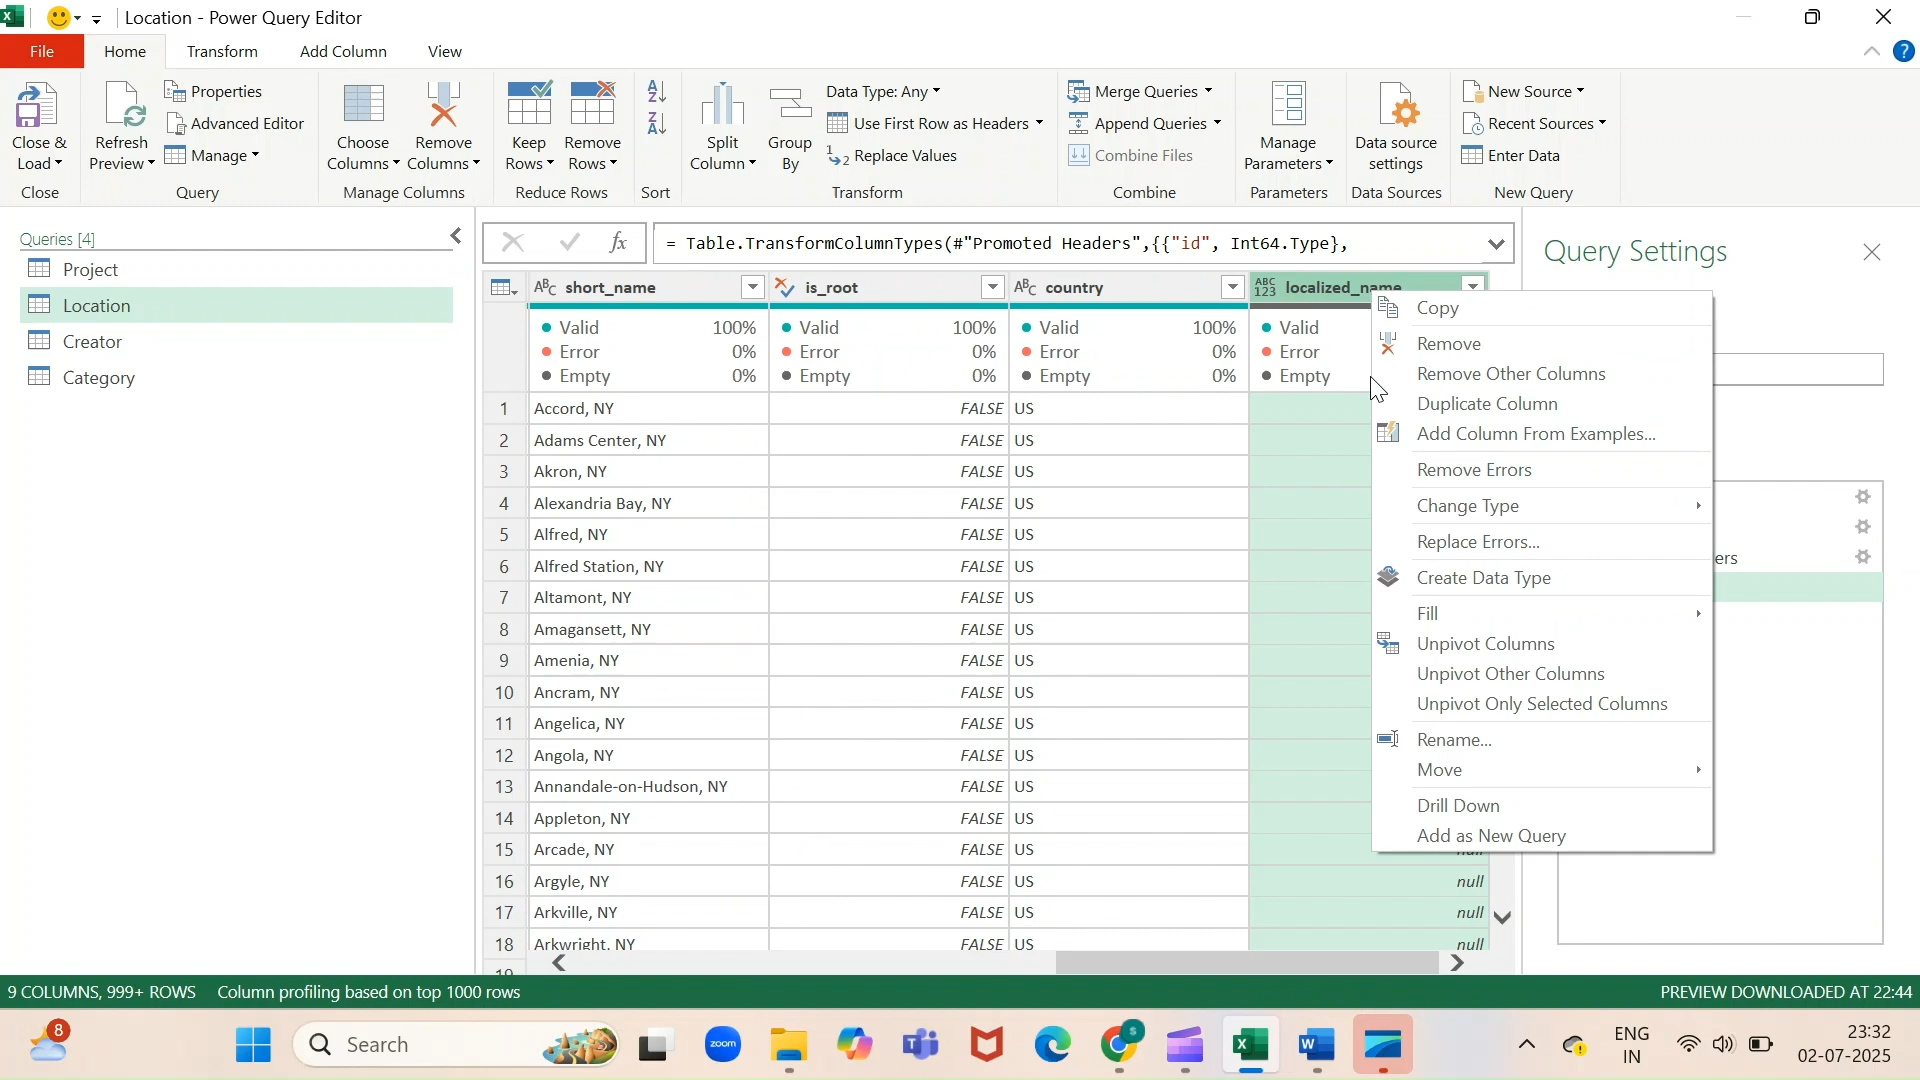 Location - Power Query Editor
File
Home
Transform
Add Column
View
Close &
Load
Close
Refresh
Preview
Properties
Advanced Editor
Manage
Query
Choose
Columns
Remove
Columns
Manage Columns
Keep
Rows
Remove
Rows
Reduce Rows
A
Z
Z
A
Sort
Split
Column
Group
By
Data Type: Any
Use First Row as Headers
1 2 Replace Values
Transform
Merge Queries
Append Queries
Combine Files
Combine
Manage
Parameters
Parameters
Data source
settings
Data Sources
New Source
Recent Sources
Enter Data
New Query
?
Queries [4]
Project
Location
Creator
Category
fx
= Table.TransformColumnTypes(#"Promoted Headers",{{"id", Int64.Type},
Query Settings
ABC short_name
is_root
ABC country
ABC 123 localized_name
Valid 100% Valid 100% Valid 100% Valid
Error 0% Error 0% Error 0% Error
Empty 0% Empty 0% Empty 0% Empty
1 Accord, NY FALSE US
2 Adams Center, NY FALSE US
3 Akron, NY FALSE US
4 Alexandria Bay, NY FALSE US
5 Alfred, NY FALSE US
6 Alfred Station, NY FALSE US
7 Altamont, NY FALSE US
8 Amagansett, NY FALSE US
9 Amenia, NY FALSE US
10 Ancram, NY FALSE US
11 Angelica, NY FALSE US
12 Angola, NY FALSE US
13 Annandale-on-Hudson, NY FALSE US
14 Appleton, NY FALSE US
15 Arcade, NY FALSE US null
16 Argyle, NY FALSE US null
17 Arkville, NY FALSE US null
18 Arkwright, NY FALSE US null
19
Copy
Remove
Remove Other Columns
Duplicate Column
Add Column From Examples...
Remove Errors
Change Type
Replace Errors...
Create Data Type
Fill
Unpivot Columns
Unpivot Other Columns
Unpivot Only Selected Columns
Rename...
Move
Drill Down
Add as New Query
ers
9 COLUMNS, 999+ ROWS Column profiling based on top 1000 rows
PREVIEW DOWNLOADED AT 22:44
8
Search
zoom
S
ENG
IN
23:32
02-07-2025